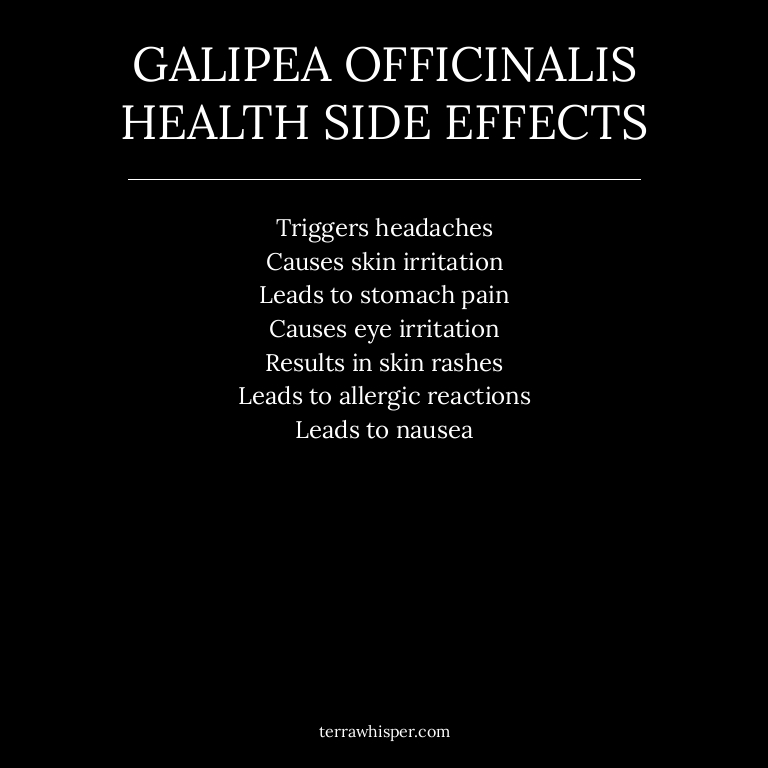 GALIPEA OFFICINALIS
HEALTH SIDE EFFECTS
Triggers headaches
Causes skin irritation
Leads to stomach pain
Causes eye irritation
Results in skin rashes
Leads to allergic reactions
Leads to nausea
terrawhisper.com